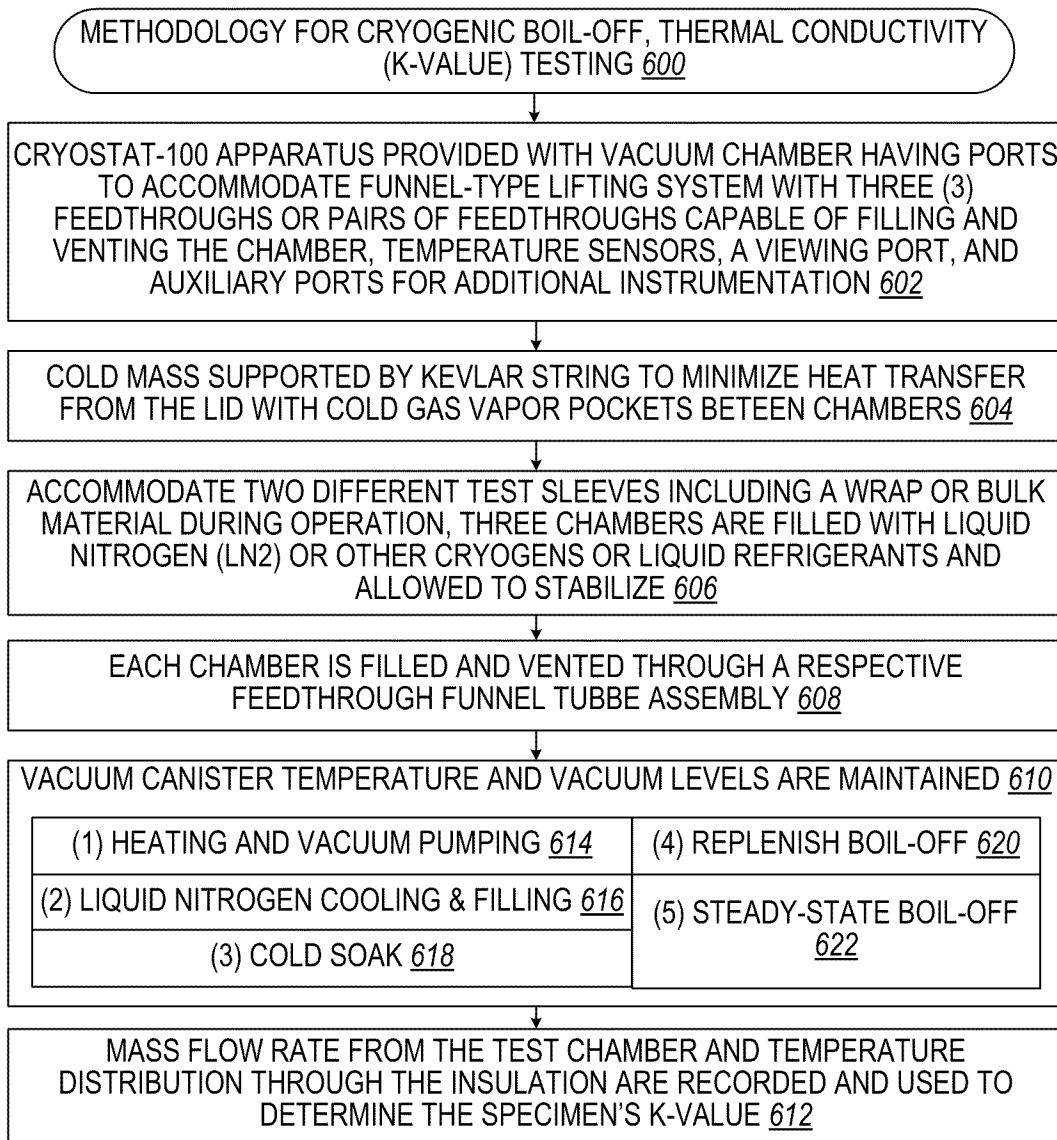 METHODOLOGY FOR CRYOGENIC BOIL-OFF, THERMAL CONDUCTIVITY
(K-VALUE) TESTING 600
CRYOSTAT-100 APPARATUS PROVIDED WITH VACUUM CHAMBER HAVING PORTS
TO ACCOMMODATE FUNNEL-TYPE LIFTING SYSTEM WITH THREE (3)
FEEDTHROUGHS OR PAIRS OF FEEDTHROUGHS CAPABLE OF FILLING AND
VENTING THE CHAMBER, TEMPERATURE SENSORS, A VIEWING PORT, AND
AUXILIARY PORTS FOR ADDITIONAL INSTRUMENTATION 602
COLD MASS SUPPORTED BY KEVLAR STRING TO MINIMIZE HEAT TRANSFER
FROM THE LID WITH COLD GAS VAPOR POCKETS BETEEN CHAMBERS 604
ACCOMMODATE TWO DIFFERENT TEST SLEEVES INCLUDING A WRAP OR BULK
MATERIAL DURING OPERATION, THREE CHAMBERS ARE FILLED WITH LIQUID
NITROGEN (LN2) OR OTHER CRYOGENS OR LIQUID REFRIGERANTS AND
ALLOWED TO STABILIZE 606
EACH CHAMBER IS FILLED AND VENTED THROUGH A RESPECTIVE
FEEDTHROUGH FUNNEL TUBBE ASSEMBLY 608
VACUUM CANISTER TEMPERATURE AND VACUUM LEVELS ARE MAINTAINED 610
(1) HEATING AND VACUUM PUMPING 614
(2) LIQUID NITROGEN COOLING & FILLING 616
(3) COLD SOAK 618
(4) REPLENISH BOIL-OFF 620
(5) STEADY-STATE BOIL-OFF
622
MASS FLOW RATE FROM THE TEST CHAMBER AND TEMPERATURE
DISTRIBUTION THROUGH THE INSULATION ARE RECORDED AND USED TO
DETERMINE THE SPECIMEN'S K-VALUE 612